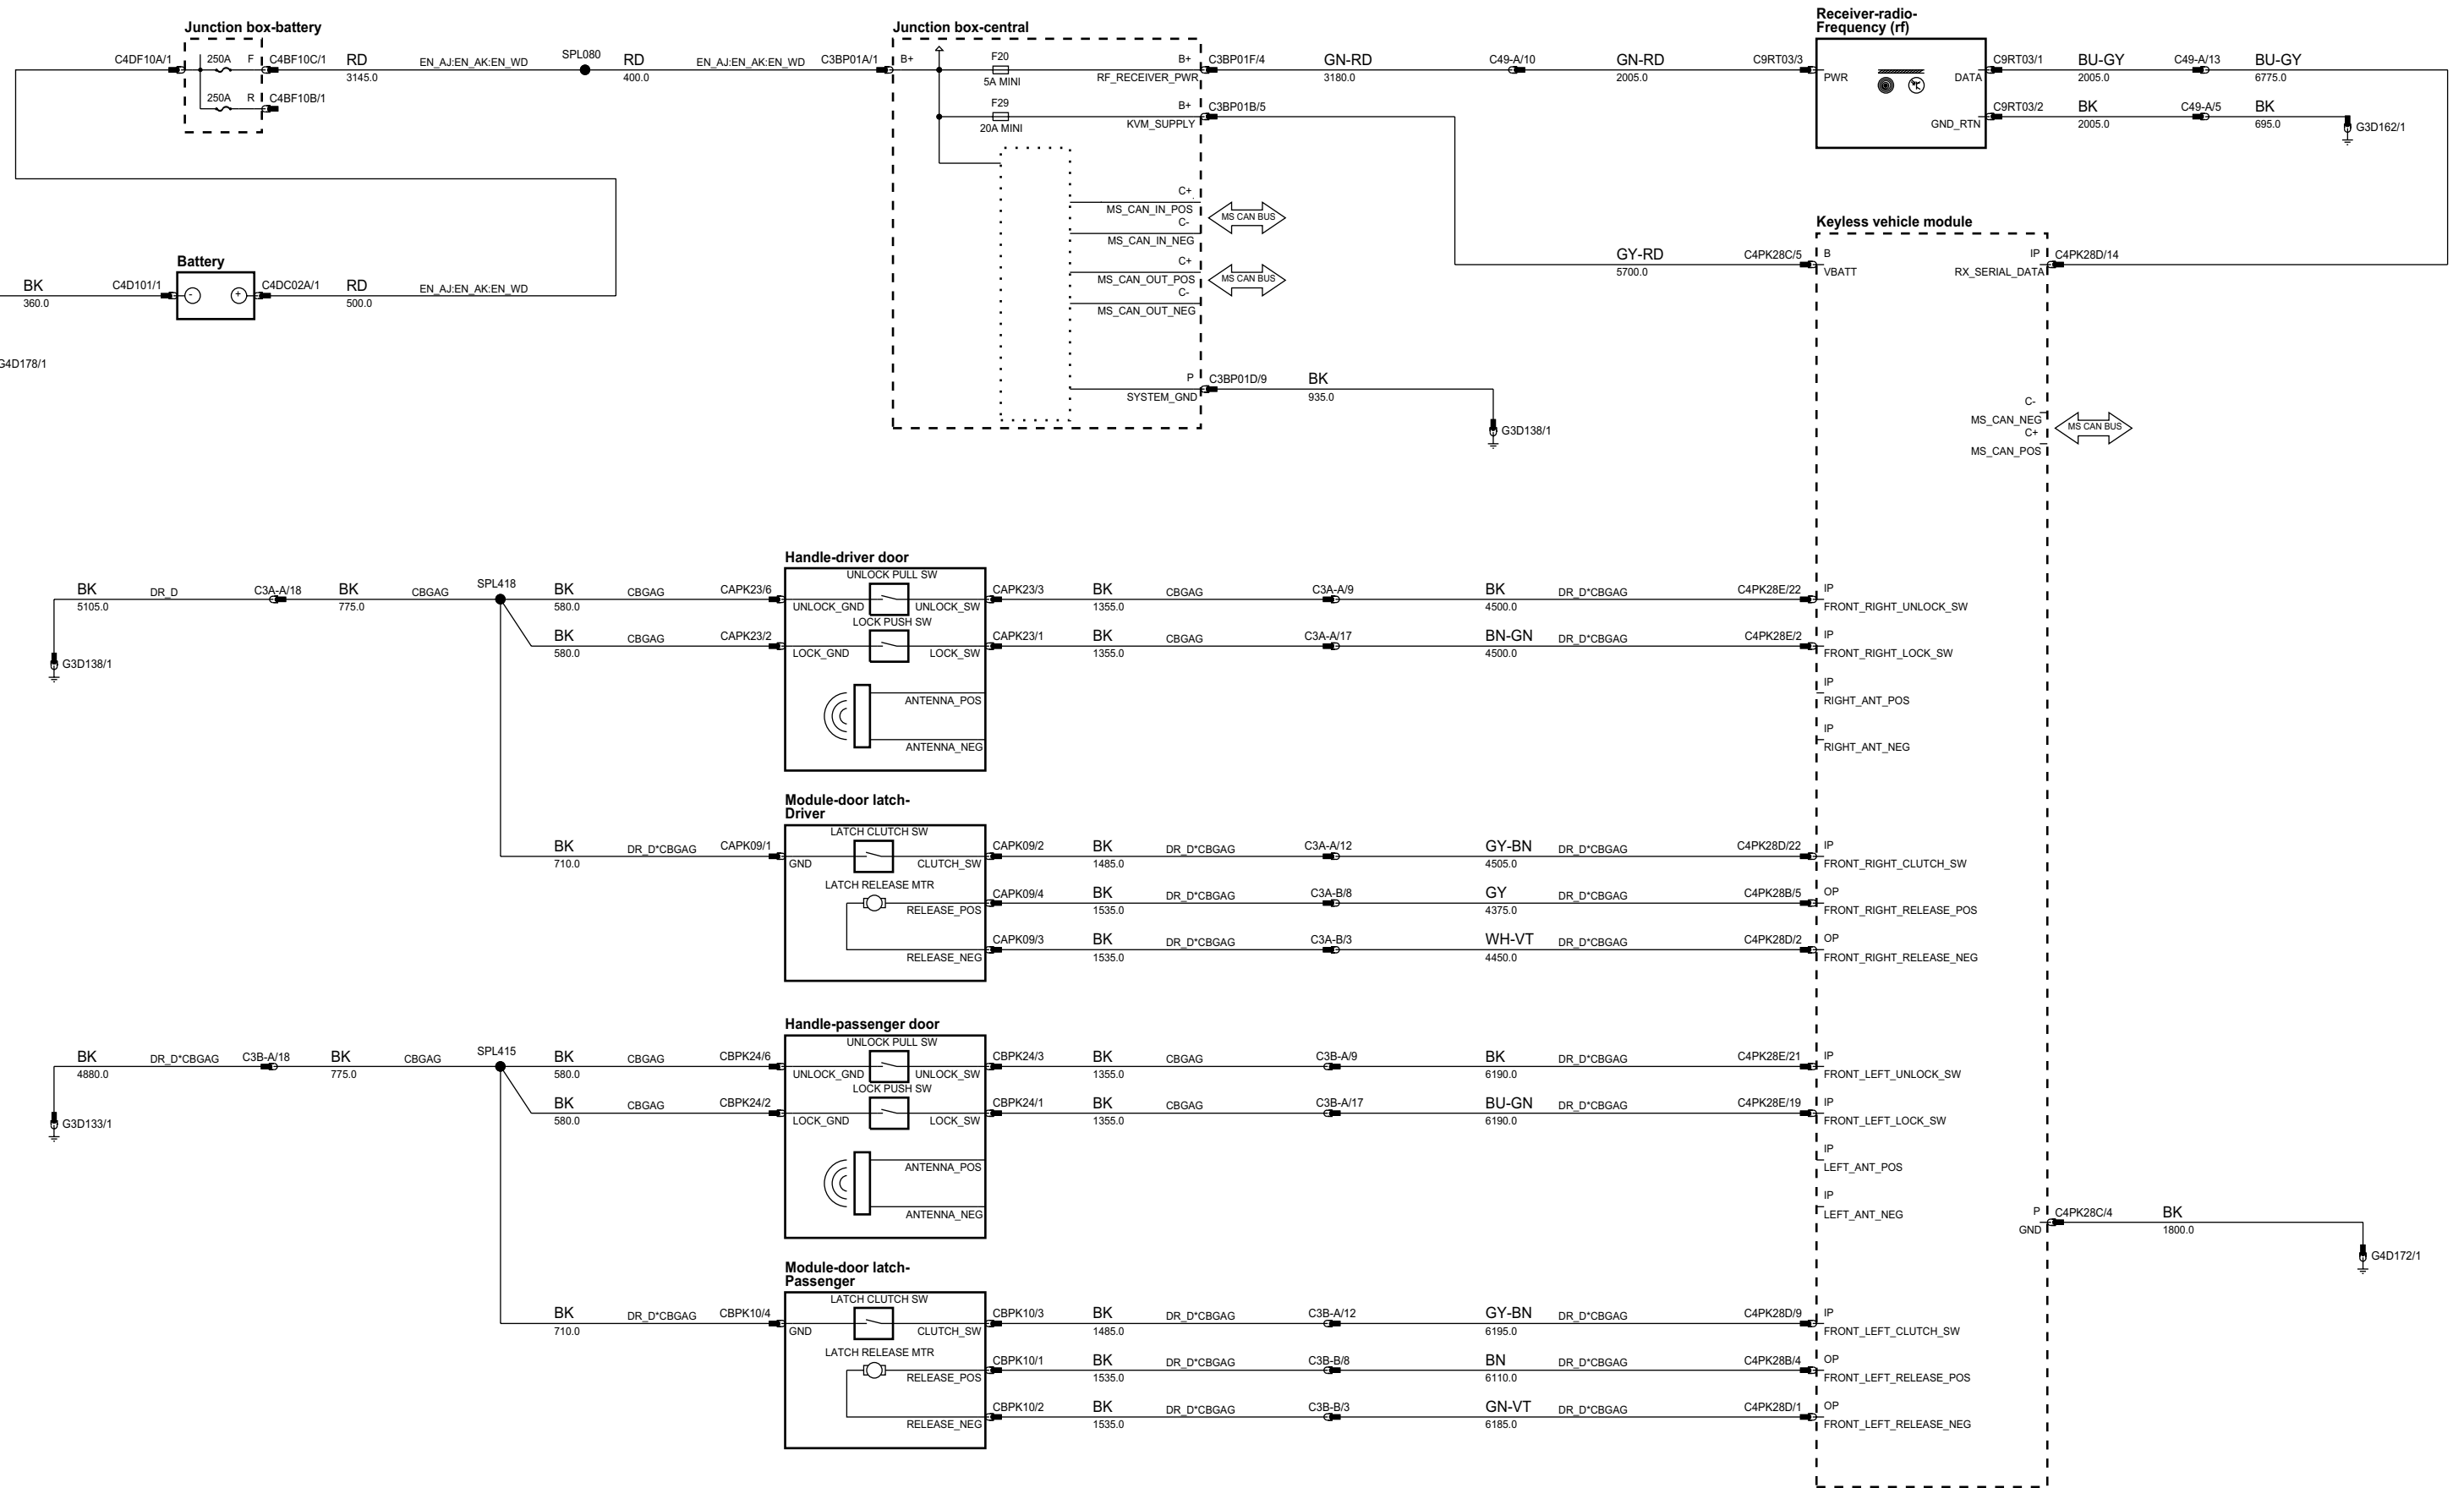 Junction box-battery
C4DF10A/1
250A
F
C4BF10C/1
RD
3145.0
EN_AJ:EN_AK:EN_WD
SPL080
RD
400.0
EN_AJ:EN_AK:EN_WD
C3BP01A/1
250A
R
C4BF10B/1
Junction box-central
B+
F20
5A MINI
B+
RF_RECEIVER_PWR
C3BP01F/4
GN-RD
3180.0
C49-A/10
GN-RD
2005.0
C9RT03/3
F29
20A MINI
B+
KVM_SUPPLY
C3BP01B/5
C+
MS_CAN_IN_POS
C-
MS_CAN_IN_NEG
MS CAN BUS
C+
MS_CAN_OUT_POS
C-
MS_CAN_OUT_NEG
MS CAN BUS
P
SYSTEM_GND
C3BP01D/9
BK
935.0
G3D138/1
Receiver-radio-
Frequency (rf)
PWR
DATA
GND_RTN
C9RT03/1
BU-GY
2005.0
C49-A/13
BU-GY
6775.0
C9RT03/2
BK
2005.0
C49-A/5
BK
695.0
G3D162/1
Battery
BK
360.0
C4D101/1
-
+
C4DC02A/1
RD
500.0
EN_AJ:EN_AK:EN_WD
G4D178/1
Keyless vehicle module
GY-RD
5700.0
C4PK28C/5
B
VBATT
IP
RX_SERIAL_DATA
C4PK28D/14
C-
MS_CAN_NEG
C+
MS_CAN_POS
MS CAN BUS
Handle-driver door
BK
5105.0
DR_D
C3A-A/18
BK
775.0
CBGAG
SPL418
BK
580.0
CBGAG
CAPK23/6
UNLOCK PULL SW
UNLOCK_GND
UNLOCK_SW
CAPK23/3
BK
1355.0
CBGAG
C3A-A/9
BK
4500.0
DR_D*CBGAG
C4PK28E/22
IP
FRONT_RIGHT_UNLOCK_SW
G3D138/1
BK
580.0
CBGAG
CAPK23/2
LOCK PUSH SW
LOCK_GND
LOCK_SW
CAPK23/1
BK
1355.0
CBGAG
C3A-A/17
BN-GN
4500.0
DR_D*CBGAG
C4PK28E/2
IP
FRONT_RIGHT_LOCK_SW
ANTENNA_POS
IP
RIGHT_ANT_POS
ANTENNA_NEG
IP
RIGHT_ANT_NEG
Module-door latch-
Driver
BK
710.0
DR_D*CBGAG
CAPK09/1
LATCH CLUTCH SW
GND
CLUTCH_SW
CAPK09/2
BK
1485.0
DR_D*CBGAG
C3A-A/12
GY-BN
4505.0
DR_D*CBGAG
C4PK28D/22
IP
FRONT_RIGHT_CLUTCH_SW
LATCH RELEASE MTR
RELEASE_POS
CAPK09/4
BK
1535.0
DR_D*CBGAG
C3A-B/8
GY
4375.0
DR_D*CBGAG
C4PK28B/5
OP
FRONT_RIGHT_RELEASE_POS
RELEASE_NEG
CAPK09/3
BK
1535.0
DR_D*CBGAG
C3A-B/3
WH-VT
4450.0
DR_D*CBGAG
C4PK28D/2
OP
FRONT_RIGHT_RELEASE_NEG
Handle-passenger door
BK
4880.0
DR_D*CBGAG
C3B-A/18
BK
775.0
CBGAG
SPL415
BK
580.0
CBGAG
CBPK24/6
UNLOCK PULL SW
UNLOCK_GND
UNLOCK_SW
CBPK24/3
BK
1355.0
CBGAG
C3B-A/9
BK
6190.0
DR_D*CBGAG
C4PK28E/21
IP
FRONT_LEFT_UNLOCK_SW
G3D133/1
BK
580.0
CBGAG
CBPK24/2
LOCK PUSH SW
LOCK_GND
LOCK_SW
CBPK24/1
BK
1355.0
CBGAG
C3B-A/17
BU-GN
6190.0
DR_D*CBGAG
C4PK28E/19
IP
FRONT_LEFT_LOCK_SW
ANTENNA_POS
IP
LEFT_ANT_POS
ANTENNA_NEG
IP
LEFT_ANT_NEG
P
GND
C4PK28C/4
BK
1800.0
G4D172/1
Module-door latch-
Passenger
BK
710.0
DR_D*CBGAG
CBPK10/4
LATCH CLUTCH SW
GND
CLUTCH_SW
CBPK10/3
BK
1485.0
DR_D*CBGAG
C3B-A/12
GY-BN
6195.0
DR_D*CBGAG
C4PK28D/9
IP
FRONT_LEFT_CLUTCH_SW
LATCH RELEASE MTR
RELEASE_POS
CBPK10/1
BK
1535.0
DR_D*CBGAG
C3B-B/8
BN
6110.0
DR_D*CBGAG
C4PK28B/4
OP
FRONT_LEFT_RELEASE_POS
RELEASE_NEG
CBPK10/2
BK
1535.0
DR_D*CBGAG
C3B-B/3
GN-VT
6185.0
DR_D*CBGAG
C4PK28D/1
OP
FRONT_LEFT_RELEASE_NEG